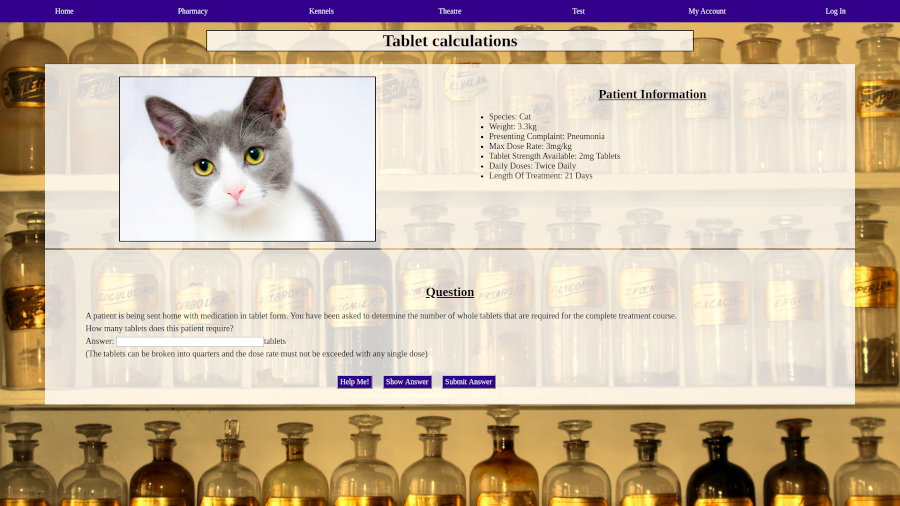 Home Pharmacy Kennels Theatre Test My Account Log In
Tablet calculations
Patient Information
Species: Cat
Weight: 3.3kg
Presenting Complaint: Pneumonia
Max Dose Rate: 3mg/kg
Tablet Strength Available: 2mg Tablets
Daily Doses: Twice Daily
Length Of Treatment: 21 Days
Question
A patient is being sent home with medication in tablet form. You have been asked to determine the number of whole tablets that are required for the complete treatment course.
How many tablets does this patient require?
Answer: tablets
(The tablets can be broken into quarters and the dose rate must not be exceeded with any single dose)
Help Me! Show Answer Submit Answer